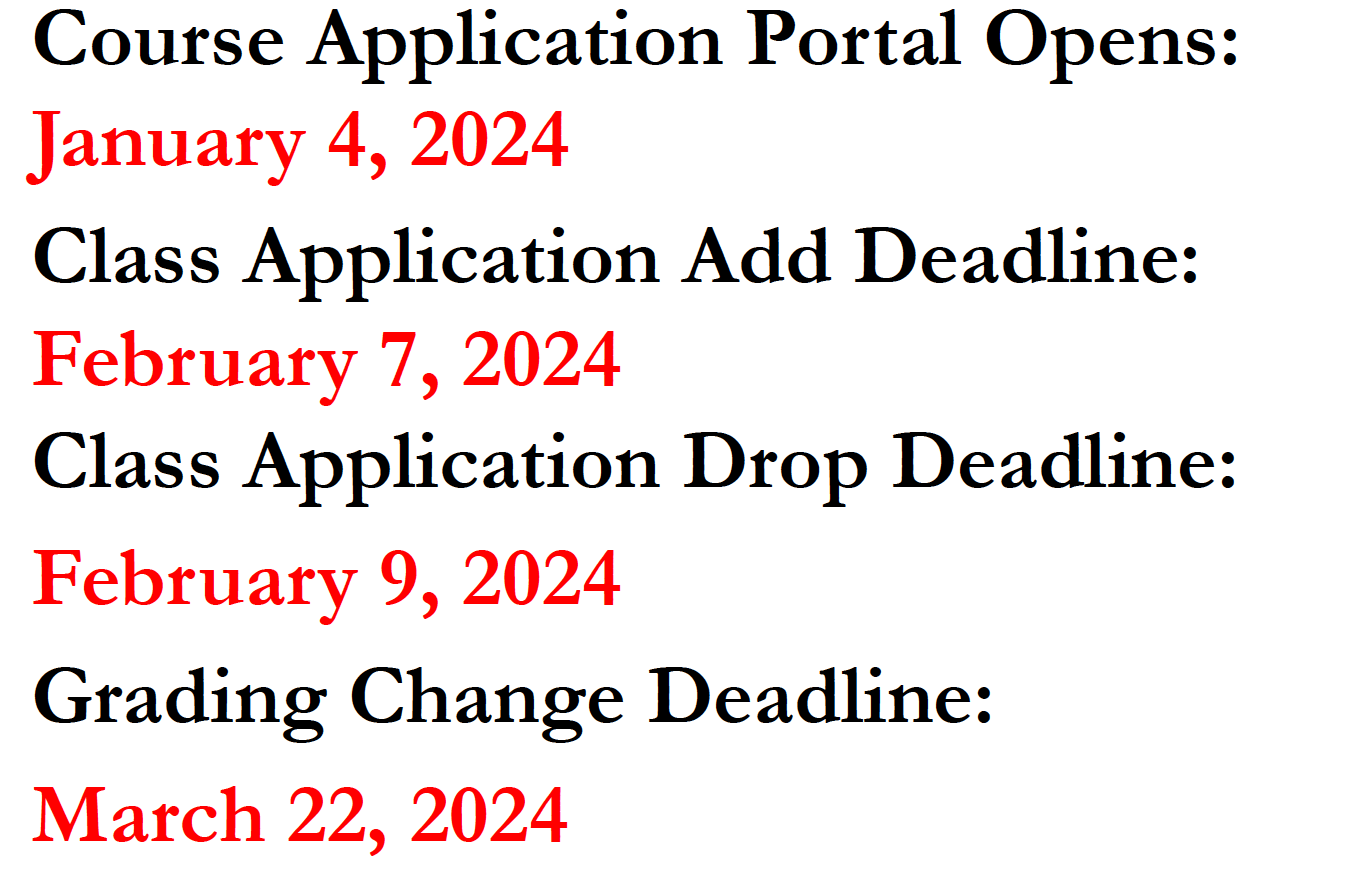 Course Application Portal Opens:
January 4, 2024
Class Application Add Deadline:
February 7, 2024
Class Application Drop Deadline:
February 9, 2024
Grading Change Deadline:
March 22, 2024